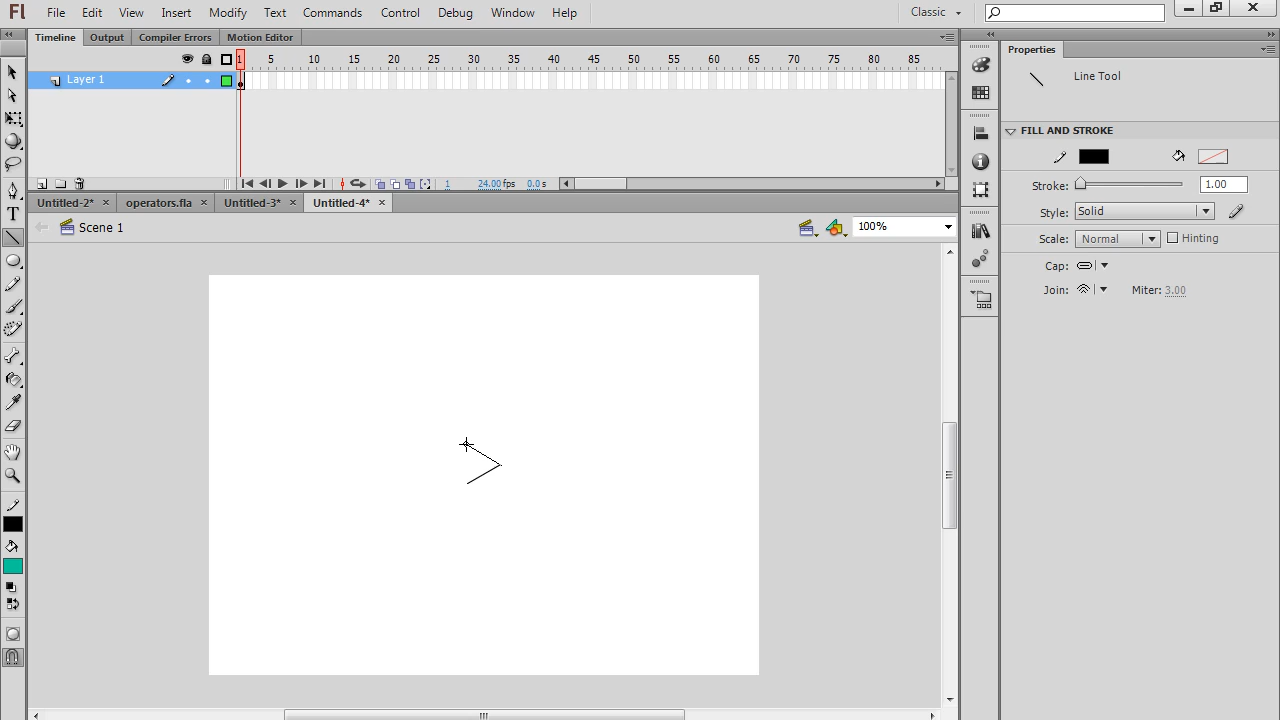 Fl File Edit View Insert Modify Text Commands Control Debug Window Help Classic
Timeline Output Compiler Errors Motion Editor Properties
1 5 10 15 20 25 30 35 40 45 50 55 60 65 70 75 80 85
Line Tool
Layer 1
FILL AND STROKE
Stroke: 1.00
1 24.00 fps 0.0 s
Untitled-2* operators.fla Untitled-3* Untitled-4*
Style: Solid
Scene 1 100%
Scale: Normal Hinting
Cap:
Join: Miter: 3.00
T